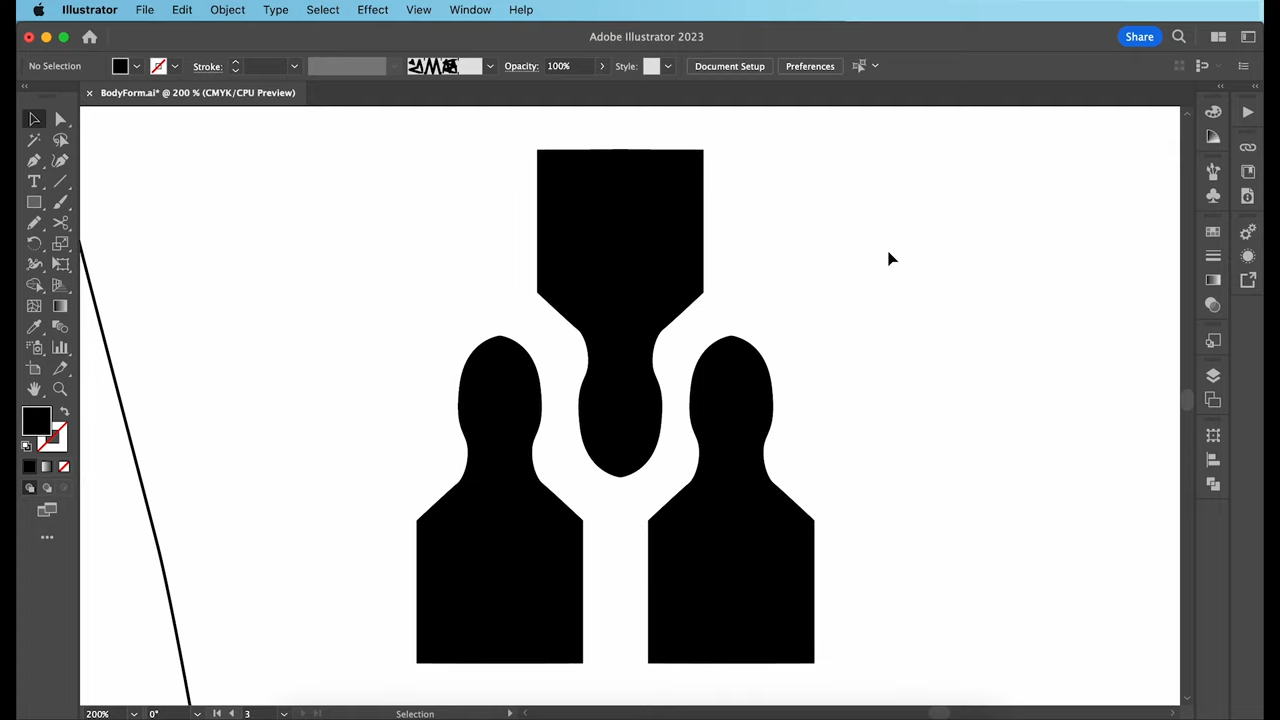 Illustrator File Edit Object Type Select Effect View Window Help
Adobe Illustrator 2023
Share
No Selection Stroke: Opacity: 100% Style: Document Setup Preferences
BodyForm.ai* @ 200 % (CMYK/CPU Preview)
200% 0° 3 Selection